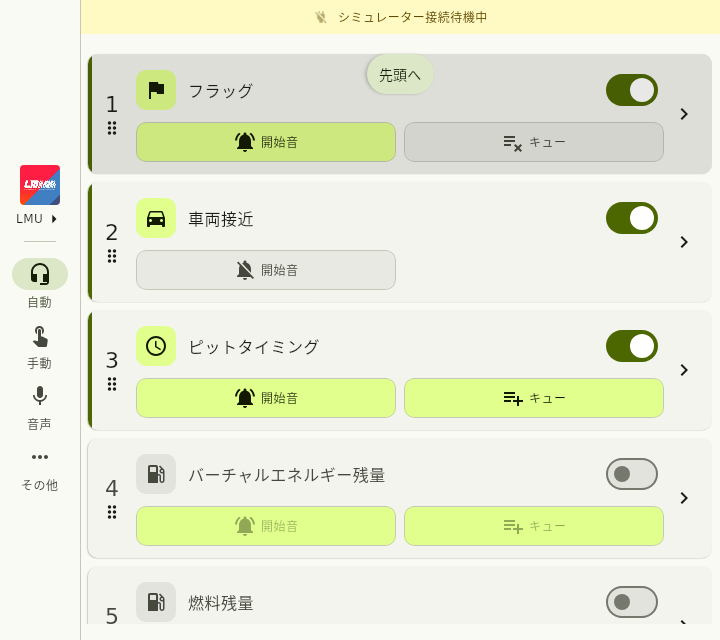 シミュレーター接続待機中
先頭へ
1
フラッグ
開始音
キュー
2
車両接近
開始音
3
ピットタイミング
開始音
キュー
4
バーチャルエネルギー残量
開始音
キュー
5
燃料残量
LMU
自動
手動
音声
その他